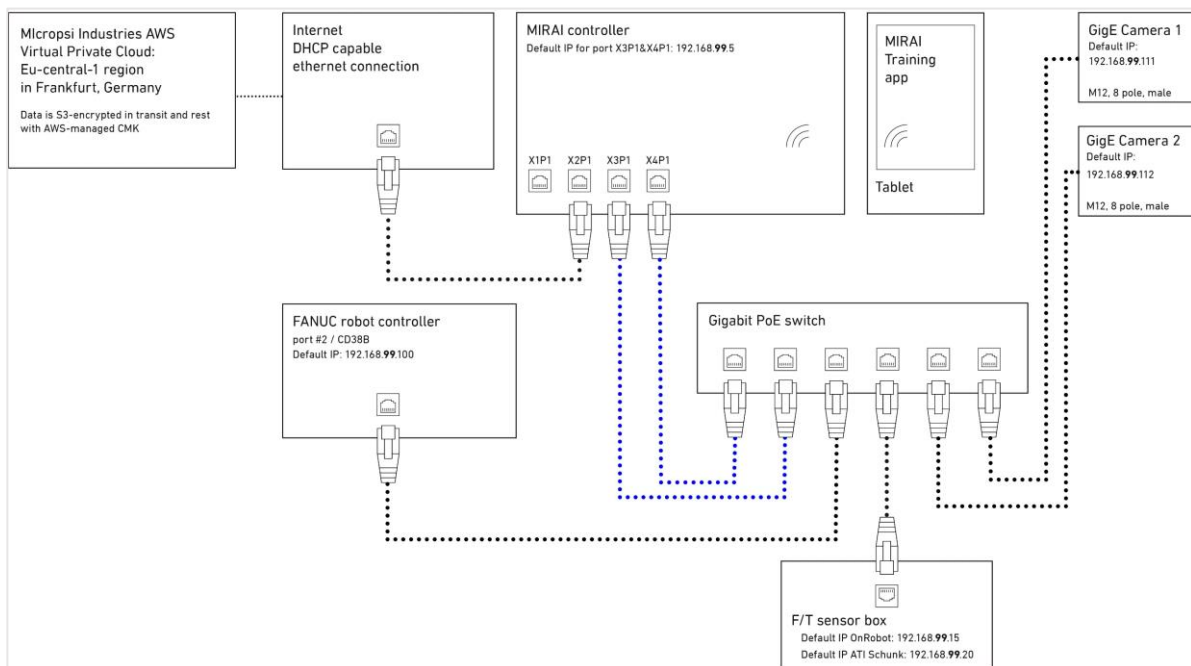 MIcropsi Industries AWS
Virtual Private Cloud:
Eu-central-1 region
in Frankfurt, Germany
Data is S3-encrypted in transit and rest
with AWS-managed CMK
Internet
DHCP capable
ethernet connection
MIRAI controller
Default IP for port X3P1&X4P1: 192.168.99.5
X1P1 X2P1 X3P1 X4P1
MIRAI
Training
app
Tablet
GigE Camera 1
Default IP:
192.168.99.111
M12, 8 pole, male
GigE Camera 2
Default IP:
192.168.99.112
M12, 8 pole, male
FANUC robot controller
port #2 / CD38B
Default IP: 192.168.99.100
Gigabit PoE switch
F/T sensor box
Default IP OnRobot: 192.168.99.15
Default IP ATI Schunk: 192.168.99.20